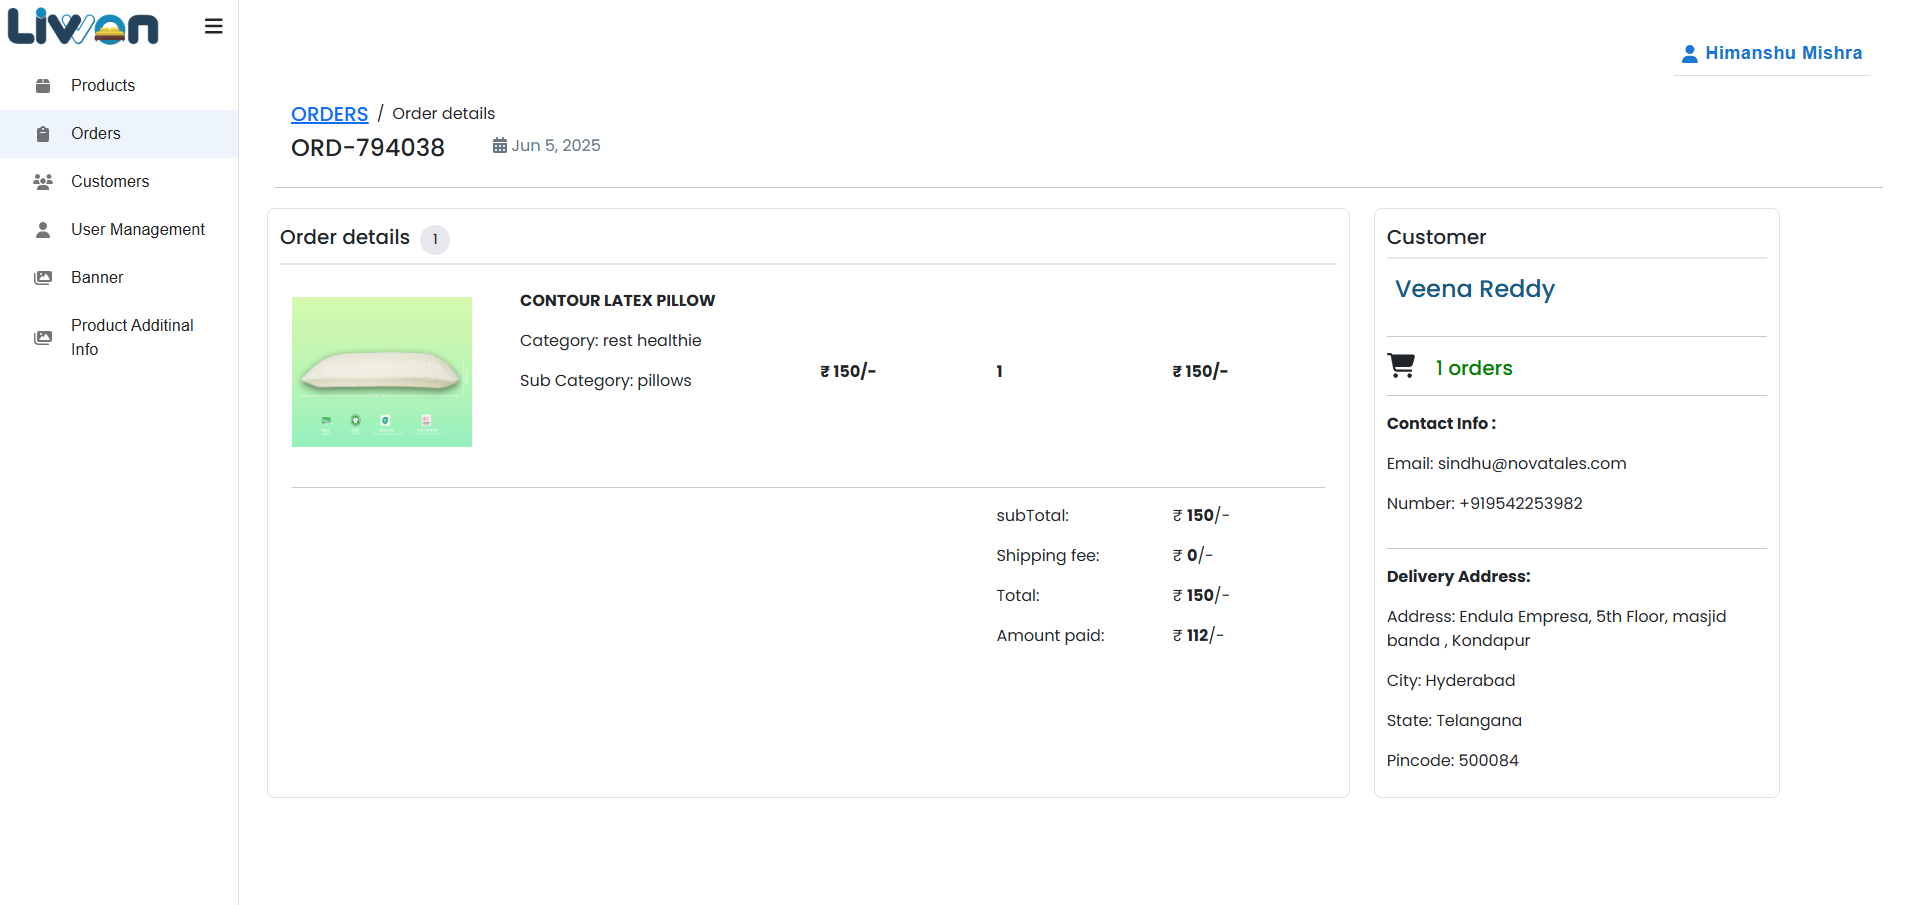 Liwon
Himanshu Mishra
Products
Orders
Customers
User Management
Banner
Product Additinal
Info
ORDERS / Order details
ORD-794038 Jun 5, 2025
Order details 1
CONTOUR LATEX PILLOW
Category: rest healthie
Sub Category: pillows
₹ 150/- 1 ₹ 150/-
subTotal: ₹ 150/-
Shipping fee: ₹ 0/-
Total: ₹ 150/-
Amount paid: ₹ 112/-
Customer
Veena Reddy
1 orders
Contact Info :
Email: sindhu@novatales.com
Number: +919542253982
Delivery Address:
Address: Endula Empresa, 5th Floor, masjid
banda , Kondapur
City: Hyderabad
State: Telangana
Pincode: 500084